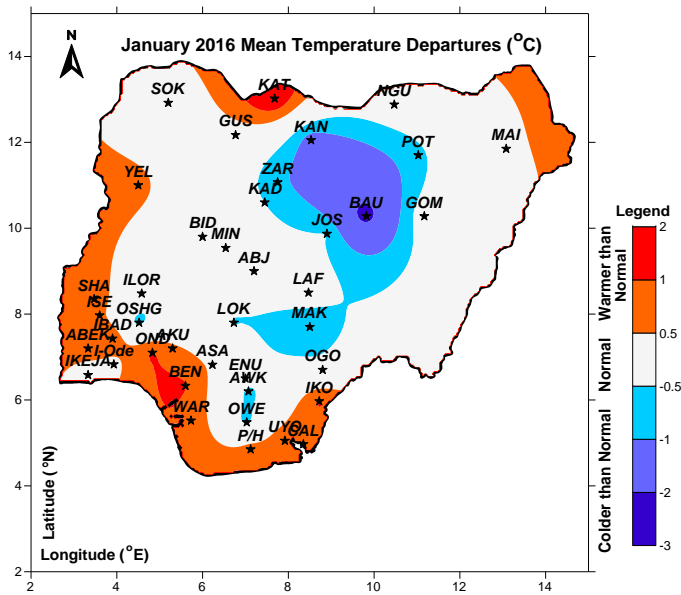 January 2016 Mean Temperature Departures (°C)
N
14
12
10
8
6
4
2
SOK
KAT
NGU
GUS
KAN
POT
MAI
YEL
ZAR
KAD
BAU
GOM
BID
MIN
JOS
ABJ
SHA
ILOR
LAF
ISE
OSHG
LOK
MAK
IBAD
ABEK
I-Ode
OND
AKU
ASA
IKEJA
BEN
ENU
AWK
OGO
IKO
WAR
OWE
P/H
UYO
CAL
Latitude (°N)
Longitude (°E)
2
4
6
8
10
12
14
Legend
2
1
0.5
-0.5
-1
-2
-3
Warmer than
Normal
Normal
Colder than Normal